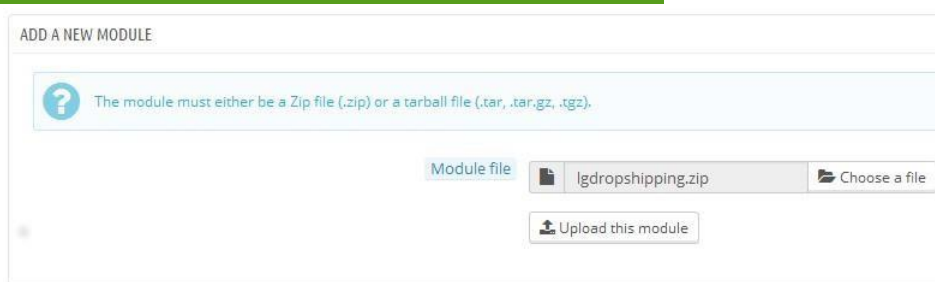 ADD A NEW MODULE
?
The module must either be a Zip file (.zip) or a tarball file (.tar, .tar.gz, .tgz).
Module file lgdropshipping.zip Choose a file
Upload this module